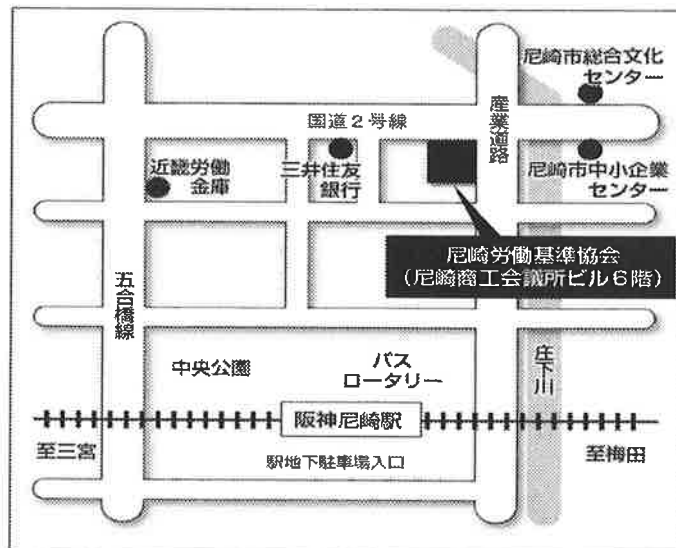 尼崎市総合文化
センター
産業道路
国道2号線
近畿労働
金庫
三井住友
銀行
尼崎市中小企業
センター
尼崎労働基準協会
(尼崎商工会議所ビル6階)
五合橋線
中央公園
バス
ロータリー
庄下川
阪神尼崎駅
至三宮
至梅田
駅地下駐車場入口